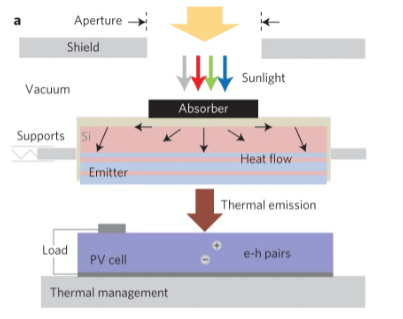 a
Aperture
Shield
Sunlight
Vacuum
Absorber
Supports
Si
Heat flow
Emitter
Thermal emission
Load
+
−
e-h pairs
PV cell
Thermal management